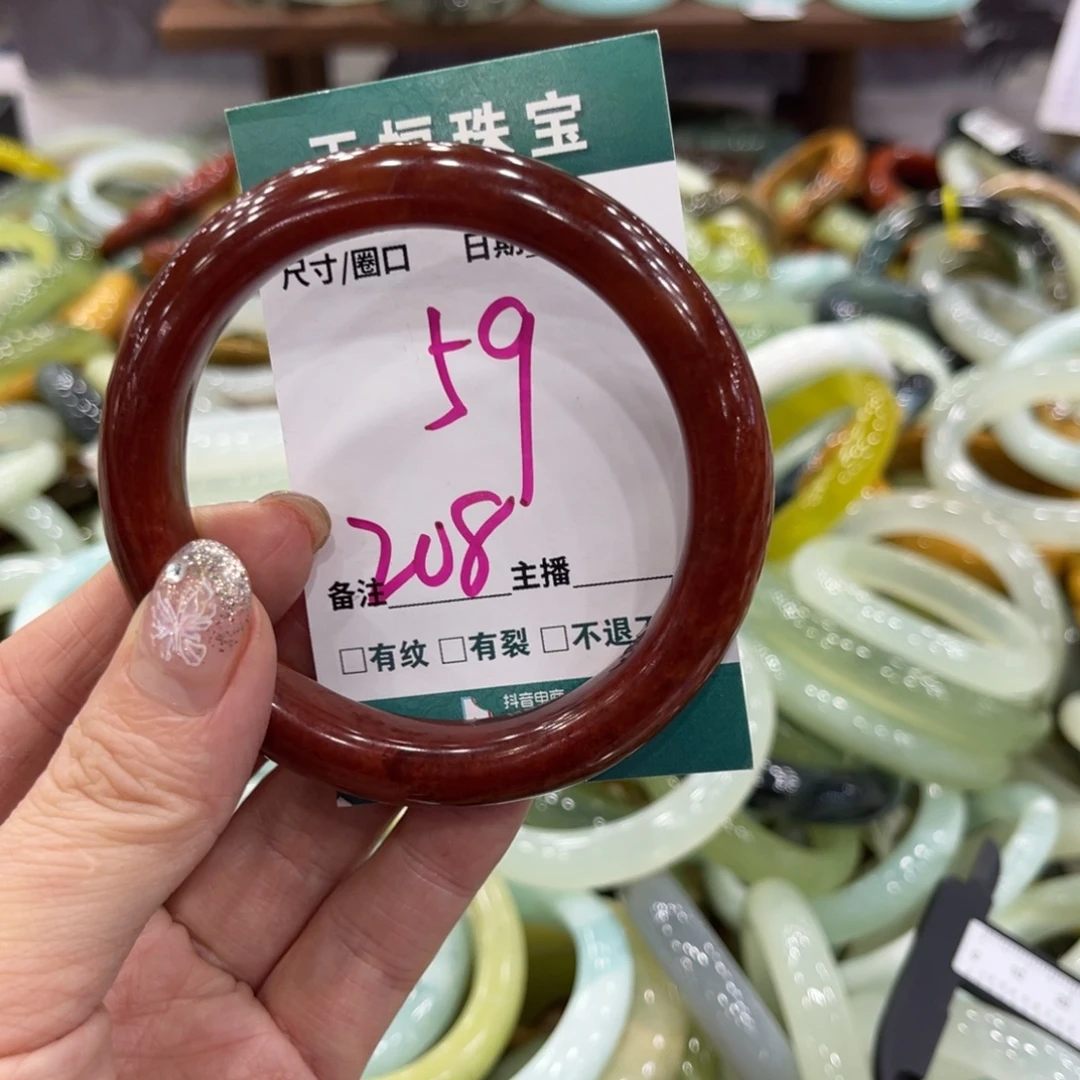 珠宝
尺寸/圈口 日期
59
208
备注 主播
□有纹 □有裂 □不退
抖音电商